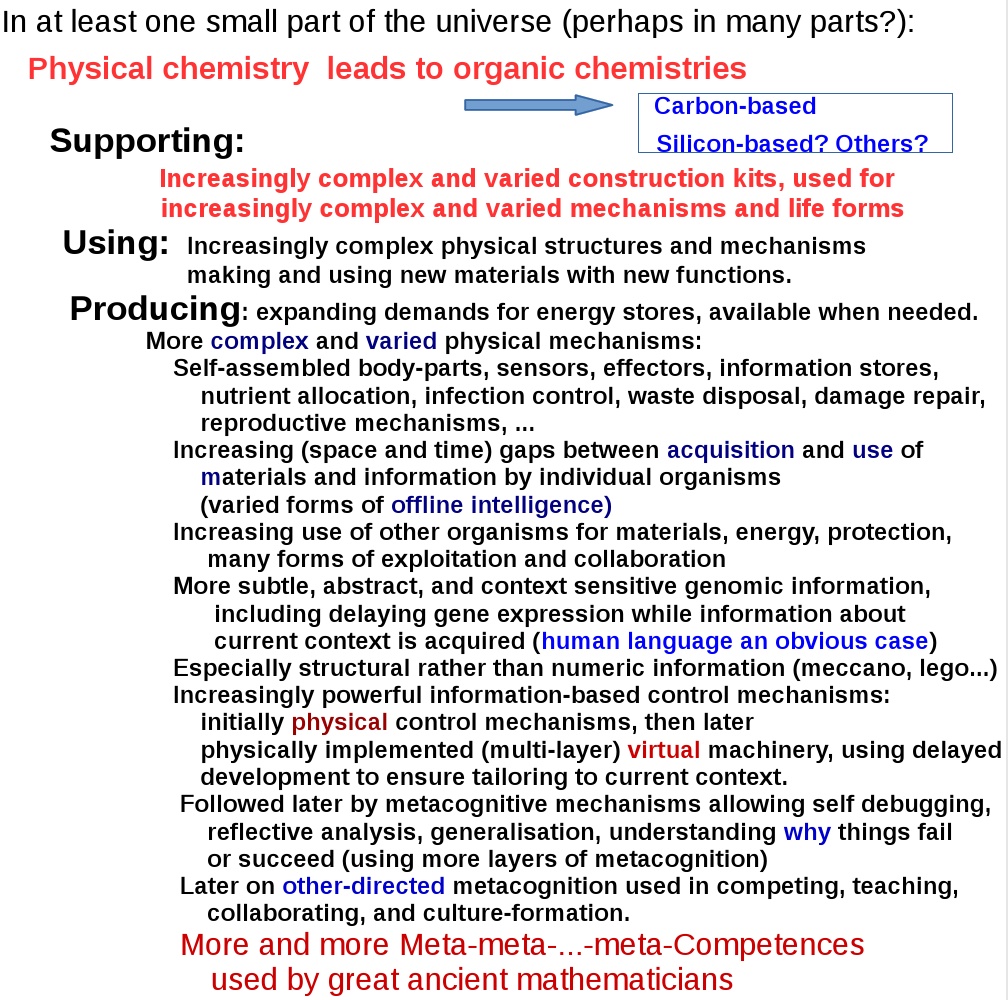 In at least one small part of the universe (perhaps in many parts?):
Physical chemistry leads to organic chemistries
Carbon-based
Supporting:
Silicon-based? Others?
Increasingly complex and varied construction kits, used for
increasingly complex and varied mechanisms and life forms
Using: Increasingly complex physical structures and mechanisms
making and using new materials with new functions.
Producing: expanding demands for energy stores, available when needed.
More complex and varied physical mechanisms:
Self-assembled body-parts, sensors, effectors, information stores,
nutrient allocation, infection control, waste disposal, damage repair,
reproductive mechanisms, ...
Increasing (space and time) gaps between acquisition and use of
materials and information by individual organisms
(varied forms of offline intelligence)
Increasing use of other organisms for materials, energy, protection,
many forms of exploitation and collaboration
More subtle, abstract, and context sensitive genomic information,
including delaying gene expression while information about
current context is acquired (human language an obvious case)
Especially structural rather than numeric information (meccano, lego...)
Increasingly powerful information-based control mechanisms:
initially physical control mechanisms, then later
physically implemented (multi-layer) virtual machinery, using delayed
development to ensure tailoring to current context.
Followed later by metacognitive mechanisms allowing self debugging,
reflective analysis, generalisation, understanding why things fail
or succeed (using more layers of metacognition)
Later on other-directed metacognition used in competing, teaching,
collaborating, and culture-formation.
More and more Meta-meta-...-meta-Competences
used by great ancient mathematicians